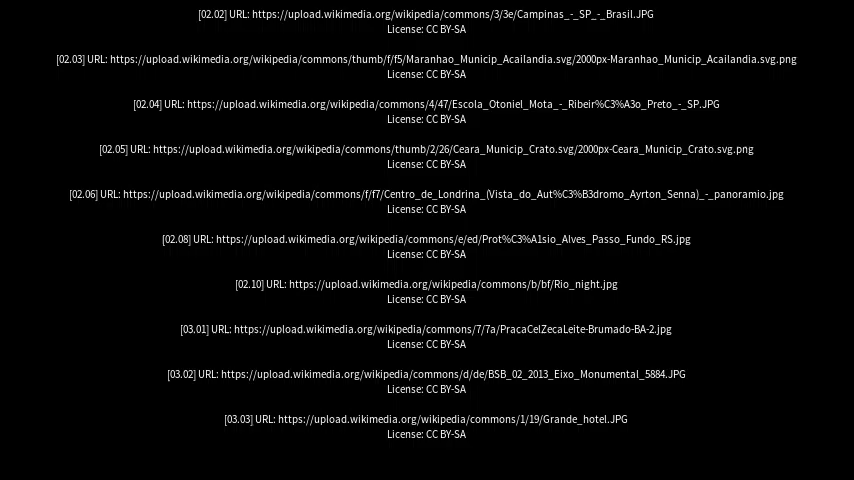 [02.02] URL: https://upload.wikimedia.org/wikipedia/commons/3/3e/Campinas_-_SP_-_Brasil.JPG
License: CC BY-SA
[02.03] URL: https://upload.wikimedia.org/wikipedia/commons/thumb/f/f5/Maranhao_Municip_Acailandia.svg/2000px-Maranhao_Municip_Acailandia.svg.png
License: CC BY-SA
[02.04] URL: https://upload.wikimedia.org/wikipedia/commons/4/47/Escola_Otoniel_Mota_-_Ribeir%C3%A3o_Preto_-_SP.JPG
License: CC BY-SA
[02.05] URL: https://upload.wikimedia.org/wikipedia/commons/thumb/2/26/Ceara_Municip_Crato.svg/2000px-Ceara_Municip_Crato.svg.png
License: CC BY-SA
[02.06] URL: https://upload.wikimedia.org/wikipedia/commons/f/f7/Centro_de_Londrina_(Vista_do_Aut%C3%B3dromo_Ayrton_Senna)_-_panoramio.jpg
License: CC BY-SA
[02.08] URL: https://upload.wikimedia.org/wikipedia/commons/e/ed/Prot%C3%A1sio_Alves_Passo_Fundo_RS.jpg
License: CC BY-SA
[02.10] URL: https://upload.wikimedia.org/wikipedia/commons/b/bf/Rio_night.jpg
License: CC BY-SA
[03.01] URL: https://upload.wikimedia.org/wikipedia/commons/7/7a/PracaCelZecaLeite-Brumado-BA-2.jpg
License: CC BY-SA
[03.02] URL: https://upload.wikimedia.org/wikipedia/commons/d/de/BSB_02_2013_Eixo_Monumental_5884.JPG
License: CC BY-SA
[03.03] URL: https://upload.wikimedia.org/wikipedia/commons/1/19/Grande_hotel.JPG
License: CC BY-SA